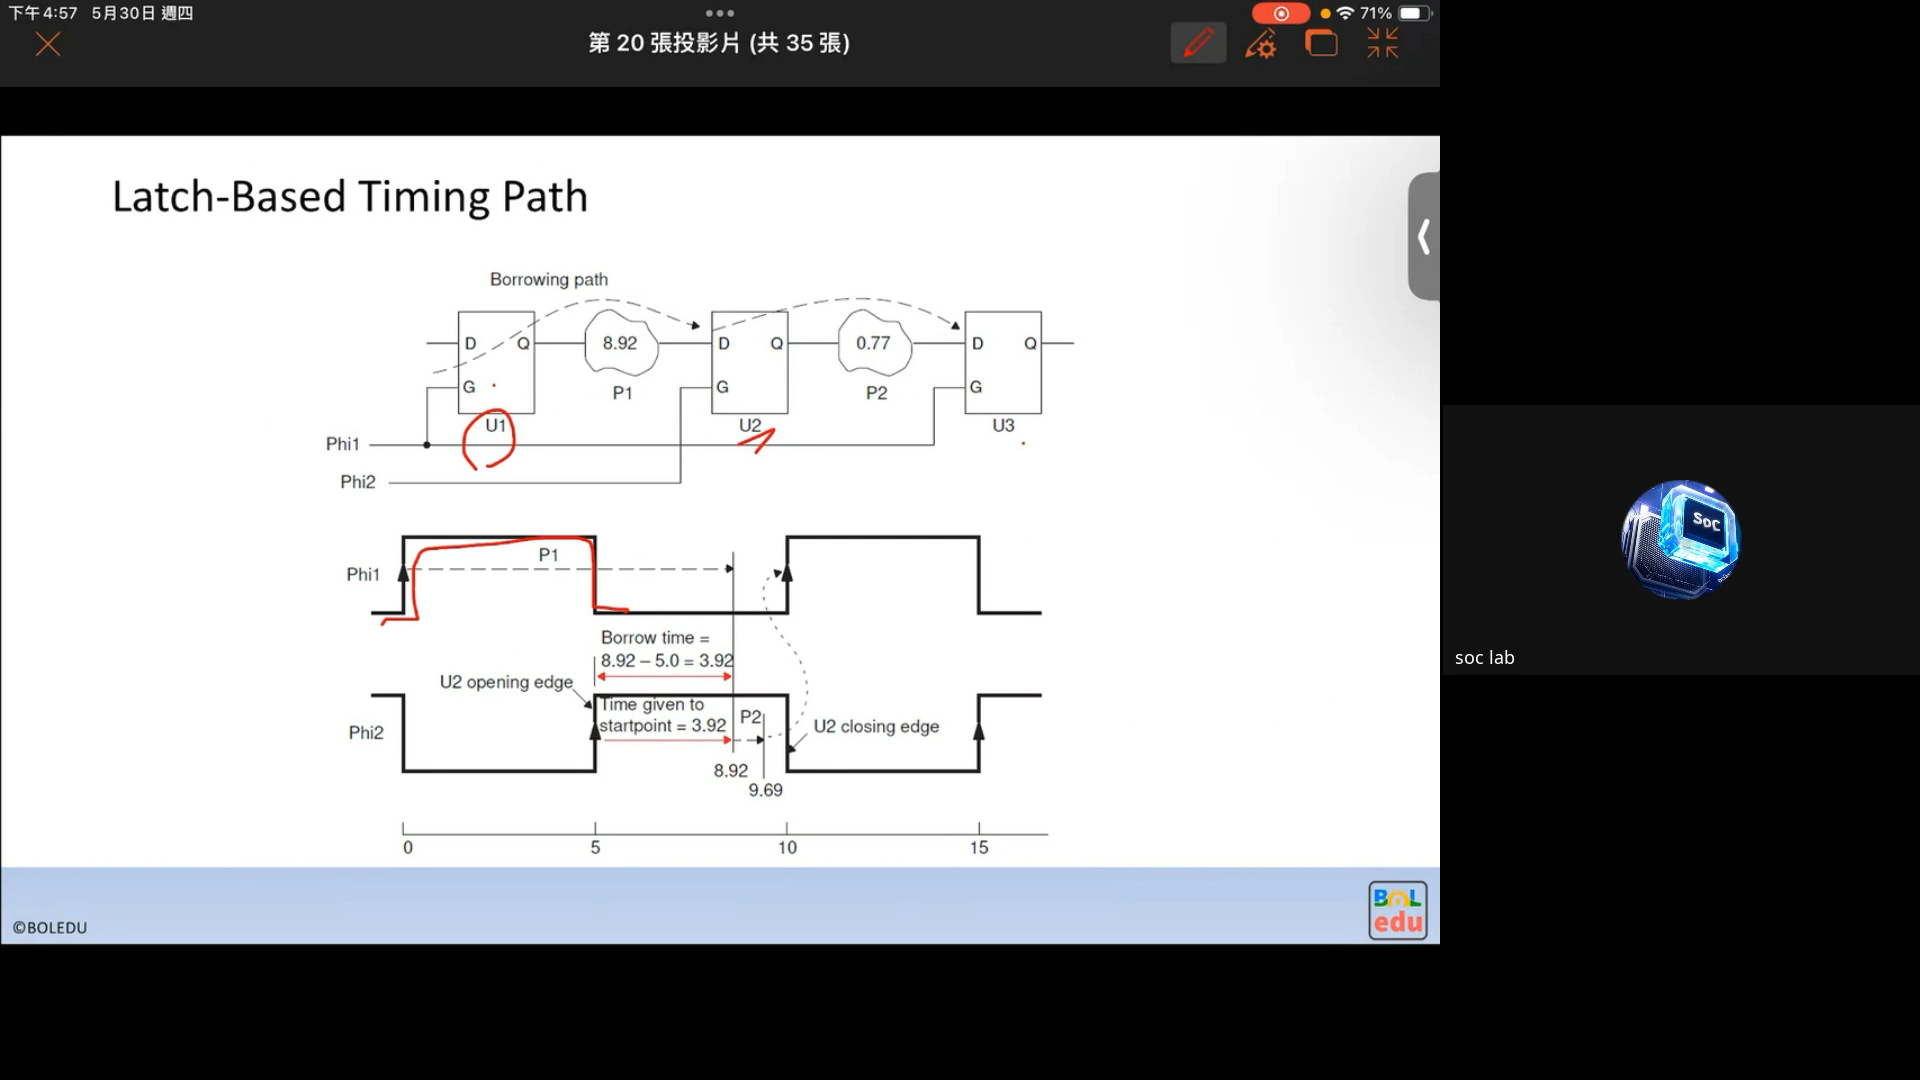 下午4:57 5月30日 週四
71%
第 20 張投影片 (共 35 張)
Latch-Based Timing Path
Borrowing path
D Q 8.92 D Q 0.77 D Q
G P1 G P2 G
U1 U2 U3
Phi1
Phi2
P1
Phi1
Borrow time =
8.92 – 5.0 = 3.92
U2 opening edge
Time given to
startpoint = 3.92
P2
U2 closing edge
Phi2
8.92
9.69
0 5 10 15
©BOLEDU
BOL
edu
SoC
soc lab